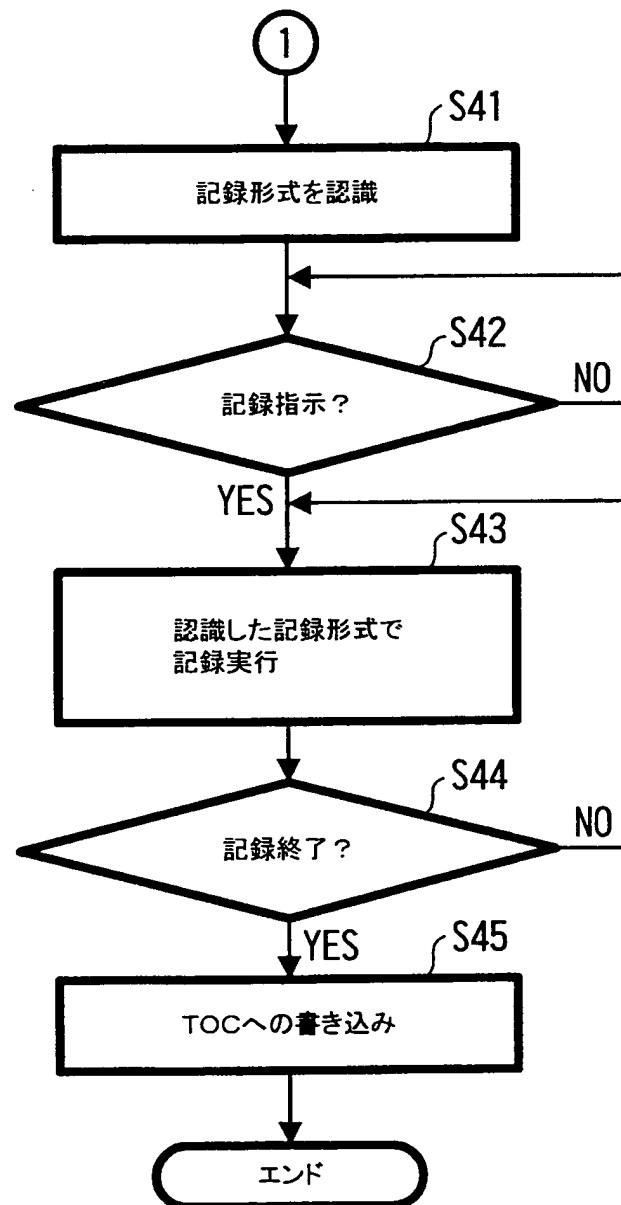 1
S41
記録形式を認識
S42
記録指示？
NO
YES
S43
認識した記録形式で
記録実行
S44
記録終了？
NO
YES
S45
TOCへの書き込み
エンド